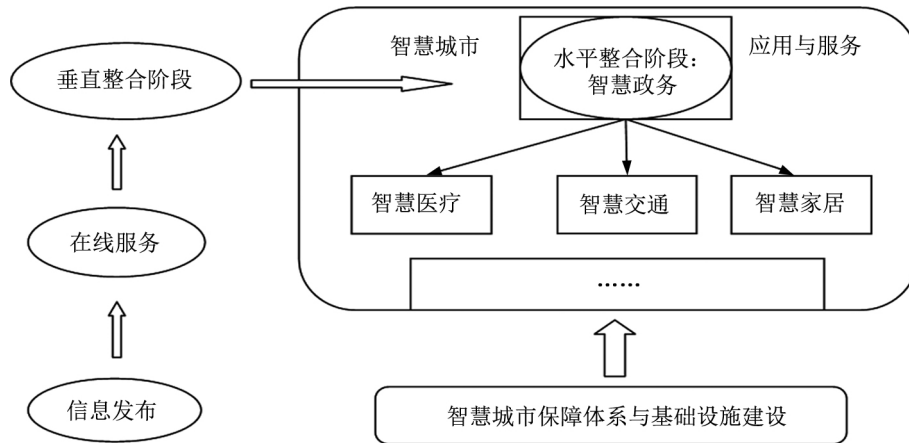 智慧城市
应用与服务
水平整合阶段：
智慧政务
垂直整合阶段
智慧医疗
智慧交通
智慧家居
在线服务
……
信息发布
智慧城市保障体系与基础设施建设